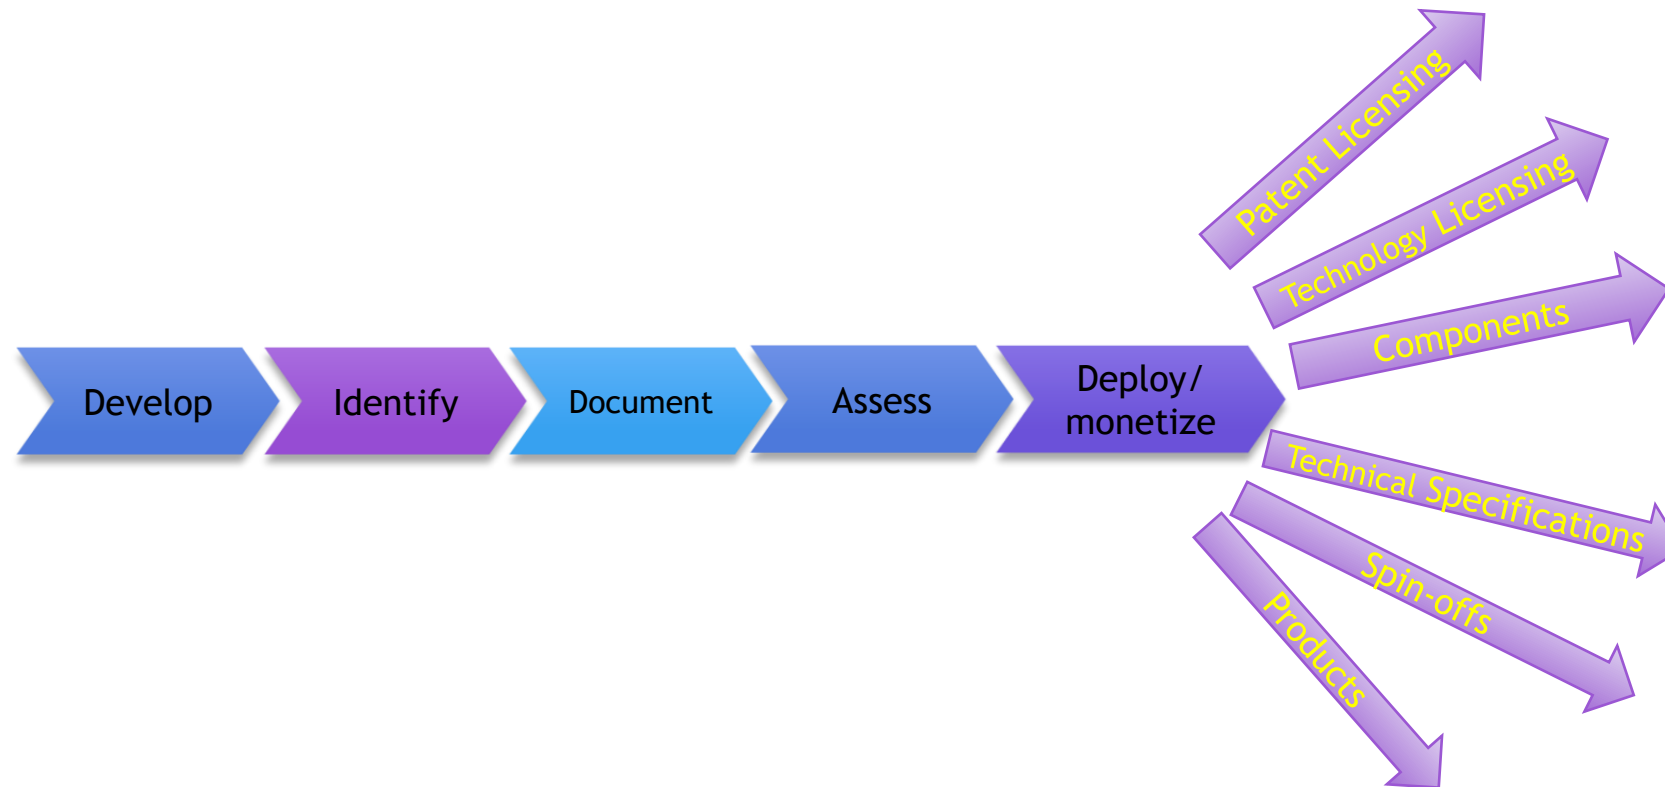 Develop
Identify
Document
Assess
Deploy/
monetize
Patent Licensing
Technology Licensing
Components
Technical Specifications
Spin-offs
Products